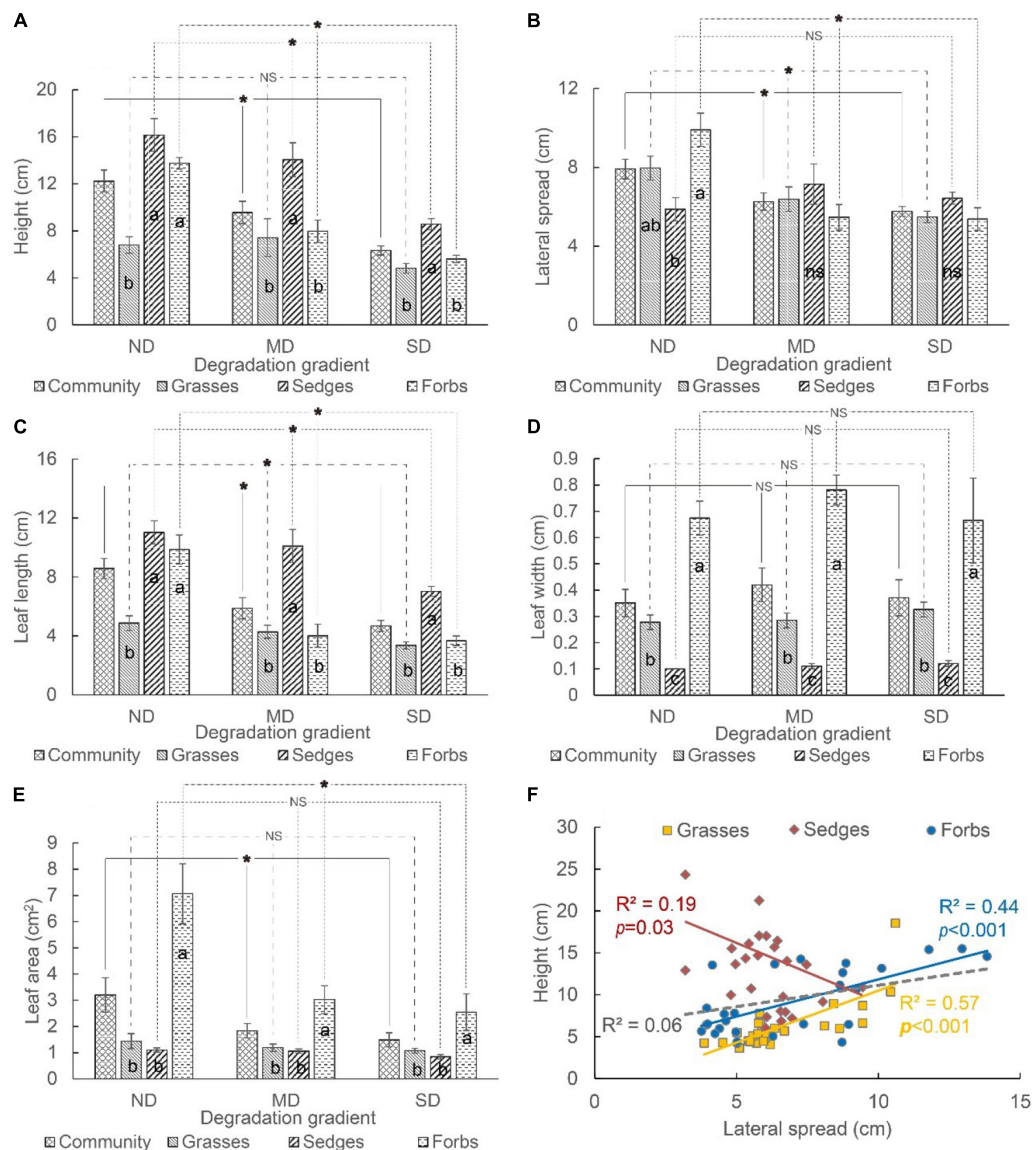 A
*
*
NS
*
Height (cm)
20
16
12
8
4
0
b
a
a
b
a
b
b
a
b
ND MD SD
Degradation gradient
Community Grasses Sedges Forbs
B
*
NS
*
*
Lateral spread (cm)
12
8
4
0
ab
b
a
ns
ns
ND MD SD
Degradation gradient
Community Grasses Sedges Forbs
C
*
*
*
*
Leaf length (cm)
16
12
8
4
0
b
a
a
b
a
b
b
a
b
ND MD SD
Degradation gradient
Community Grasses Sedges Forbs
D
NS
NS
NS
NS
Leaf width (cm)
0.9
0.8
0.7
0.6
0.5
0.4
0.3
0.2
0.1
0
b
c
a
b
c
a
b
c
a
ND MD SD
Degradation gradient
Community Grasses Sedges Forbs
E
*
NS
NS
*
Leaf area (cm²)
9
8
7
6
5
4
3
2
1
0
b
b
a
b
b
a
b
b
a
ND MD SD
Degradation gradient
Community Grasses Sedges Forbs
F
Grasses Sedges Forbs
Height (cm)
30
25
20
15
10
5
0
R² = 0.19
p=0.03
R² = 0.44
p<0.001
R² = 0.57
p<0.001
R² = 0.06
0 5 10 15
Lateral spread (cm)